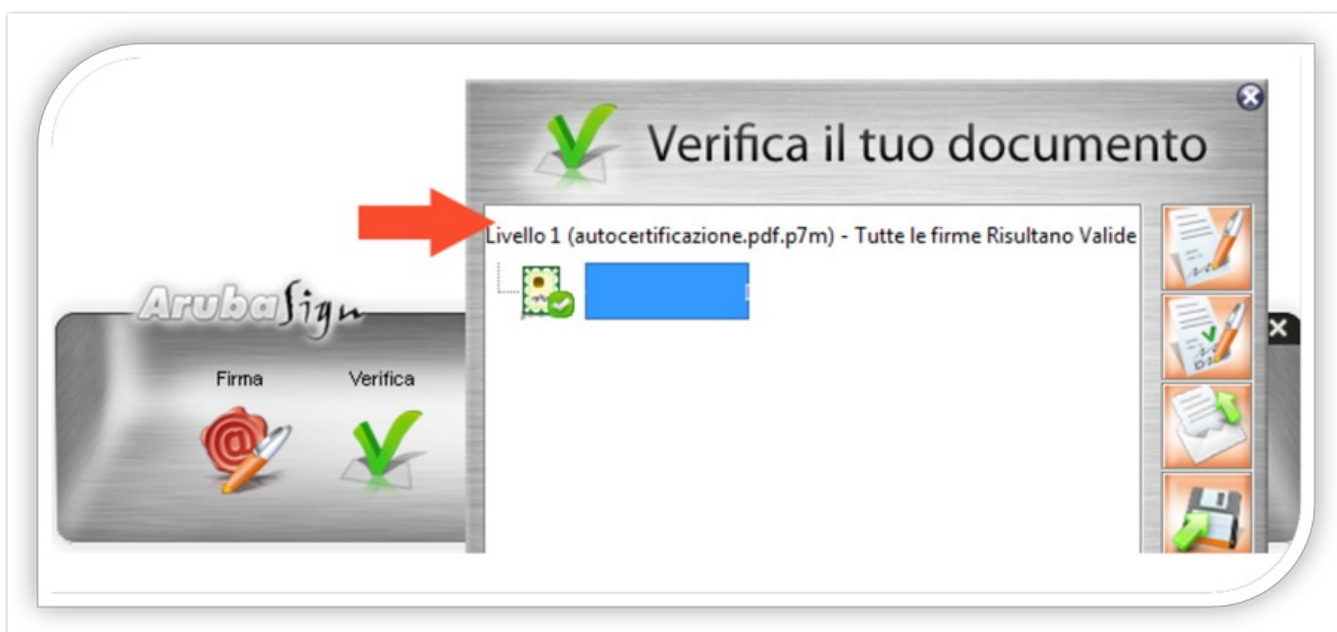 Verifica il tuo documento
Livello 1 (autocertificazione.pdf.p7m) - Tutte le firme Risultano Valide
ArubaSign
Firma
Verifica